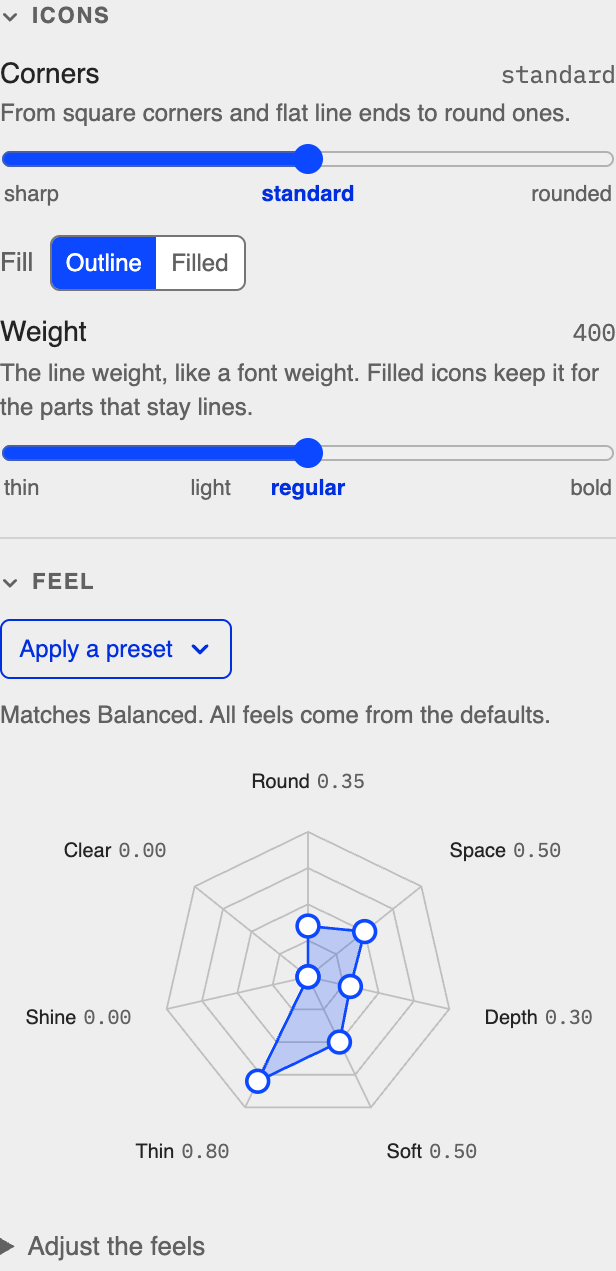 ICONS
Corners standard
From square corners and flat line ends to round ones.
sharp standard rounded
Fill Outline Filled
Weight 400
The line weight, like a font weight. Filled icons keep it for
the parts that stay lines.
thin light regular bold
FEEL
Apply a preset
Matches Balanced. All feels come from the defaults.
Round 0.35
Clear 0.00 Space 0.50
Shine 0.00 Depth 0.30
Thin 0.80 Soft 0.50
Adjust the feels